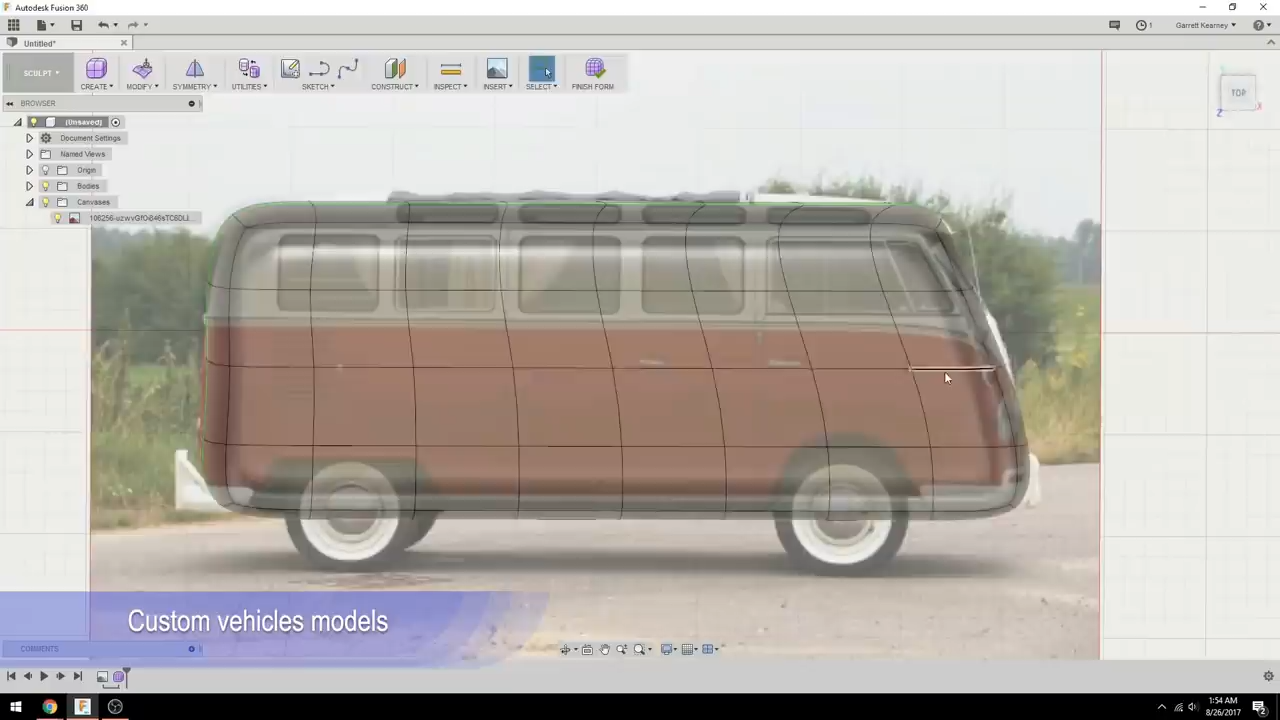 Autodesk Fusion 360
Garrett Kearney
1
Untitled*
SCULPT
CREATE
MODIFY
SYMMETRY
UTILITIES
SKETCH
CONSTRUCT
INSPECT
INSERT
SELECT
FINISH FORM
TOP
Z
X
BROWSER
(Unsaved)
Document Settings
Named Views
Origin
Bodies
Canvases
Custom vehicles models
COMMENTS
1:54 AM
8/26/2017
2